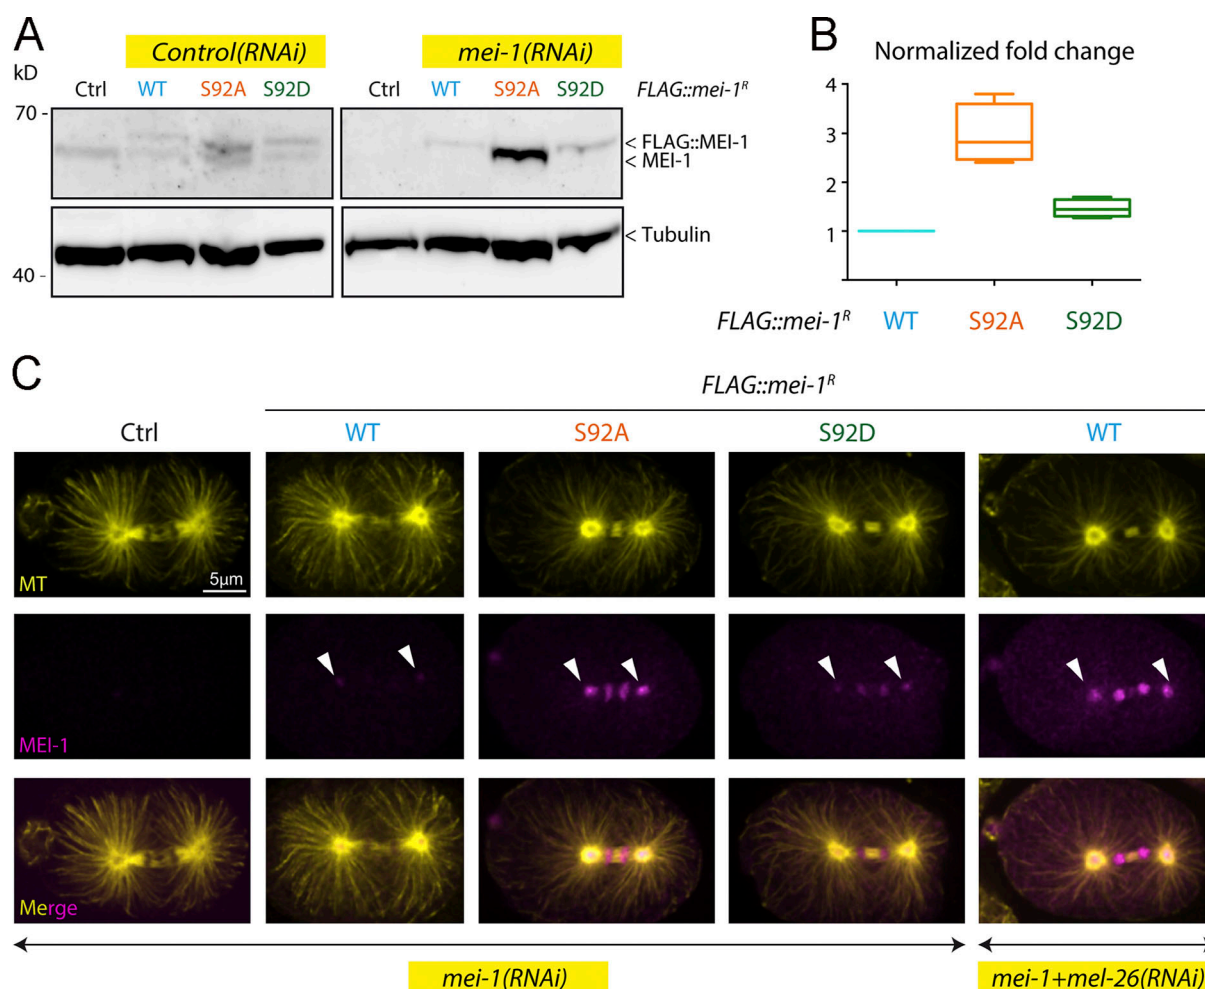 A
Control(RNAi)
mei-1(RNAi)
kD
Ctrl WT S92A S92D
Ctrl WT S92A S92D FLAG::mei-1R
70 -
< FLAG::MEI-1
< MEI-1
< Tubulin
40 -
B
Normalized fold change
4
3
2
1
FLAG::mei-1R WT S92A S92D
C
FLAG::mei-1R
Ctrl WT S92A S92D WT
MT
5μm
MEI-1
Merge
mei-1(RNAi) mei-1+mel-26(RNAi)